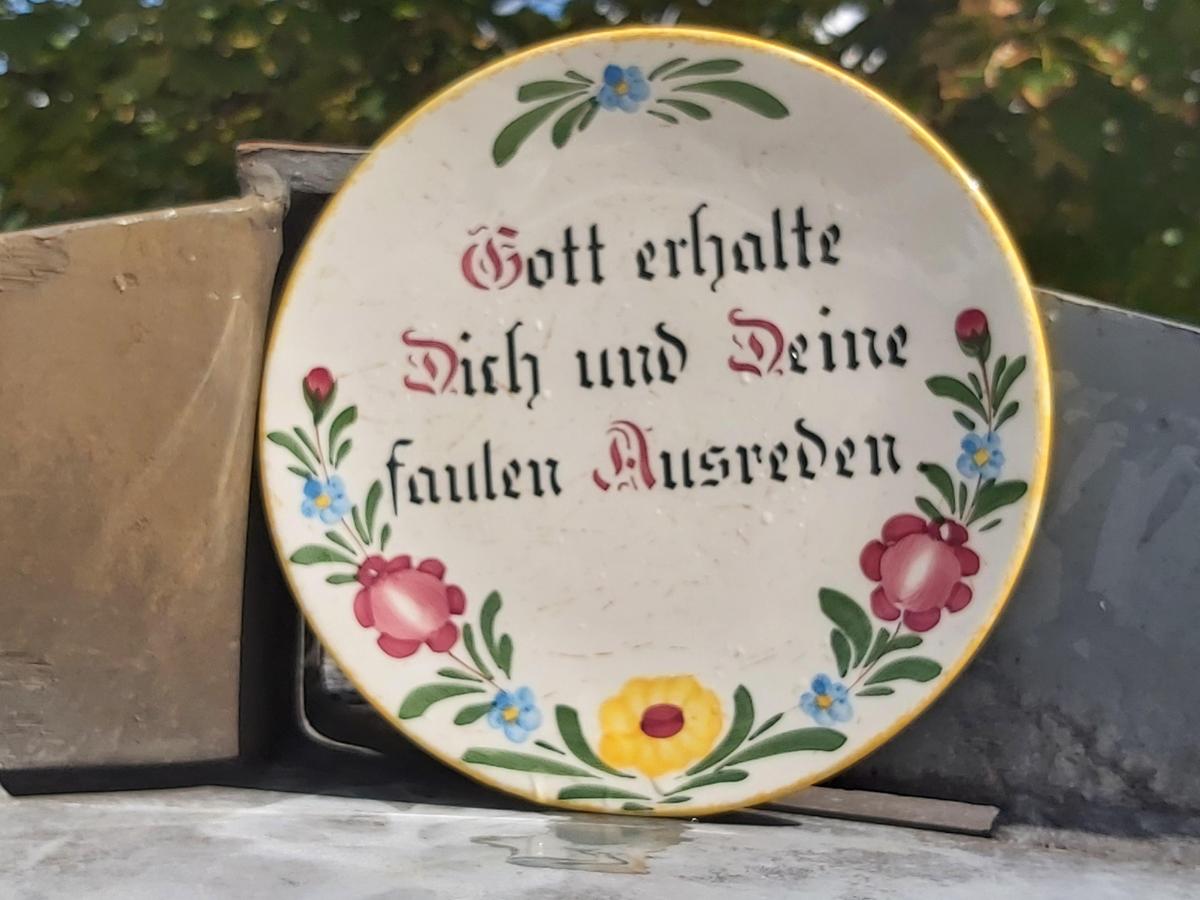 Gott erhalte
Dich und Deine
faulen Ausreden